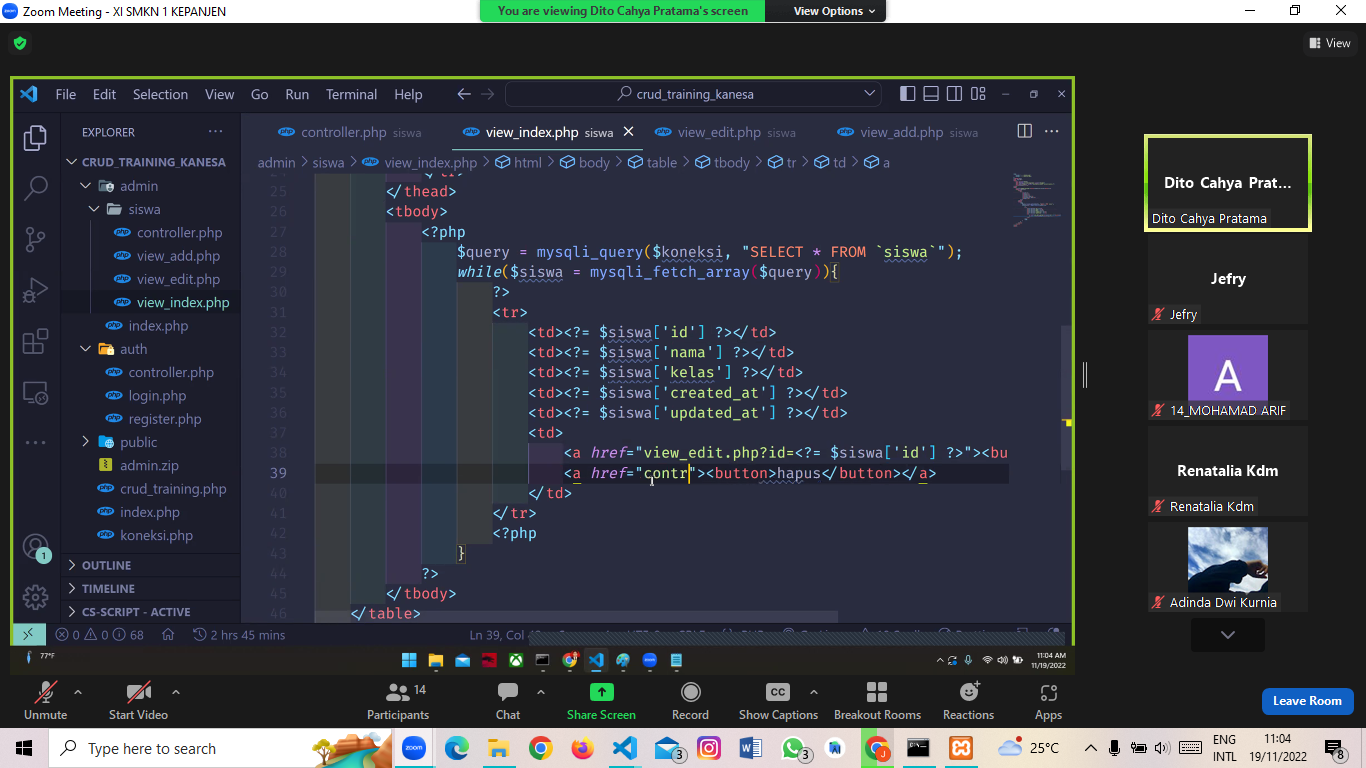 Zoom Meeting - XI SMKN 1 KEPANJEN
You are viewing Dito Cahya Pratama's screen
View Options
View
File Edit Selection View Go Run Terminal Help
crud_training_kanesa
EXPLORER
controller.php siswa
view_index.php siswa
view_edit.php siswa
view_add.php siswa
CRUD_TRAINING_KANESA
admin
siswa
controller.php
view_add.php
view_edit.php
view_index.php
index.php
auth
controller.php
login.php
register.php
public
admin.zip
crud_training.php
index.php
koneksi.php
OUTLINE
TIMELINE
CS-SCRIPT - ACTIVE
admin > siswa > view_index.php > html > body > table > tbody > tr > td > a
25 </thead>
26 <tbody>
27 <?php
28 $query = mysqli_query($koneksi, "SELECT * FROM `siswa`");
29 while($siswa = mysqli_fetch_array($query)){
30 ?>
31 <tr>
32 <td><?= $siswa['id'] ?></td>
33 <td><?= $siswa['nama'] ?></td>
34 <td><?= $siswa['kelas'] ?></td>
35 <td><?= $siswa['created_at'] ?></td>
36 <td><?= $siswa['updated_at'] ?></td>
37 <td>
38 <a href="view_edit.php?id=<?= $siswa['id'] ?>"><bu
39 <a href="contr"><button>hapus</button></a>
40 </td>
41 </tr>
42 <?php
43 }
44 ?>
45 </tbody>
46 </table>
1
0 0 68 2 hrs 45 mins
Ln 39, Col
77°F
11:04 AM
11/19/2022
Dito Cahya Prat...
Dito Cahya Pratama
Jefry
Jefry
A
14_MOHAMAD ARIF
Renatalia Kdm
Renatalia Kdm
Adinda Dwi Kurnia
Unmute
Start Video
Participants 14
Chat
Share Screen
Record
CC
Show Captions
Breakout Rooms
Reactions
Apps
Leave Room
Type here to search
zoom
3
3
J
25°C
ENG
INTL
11:04
19/11/2022
8